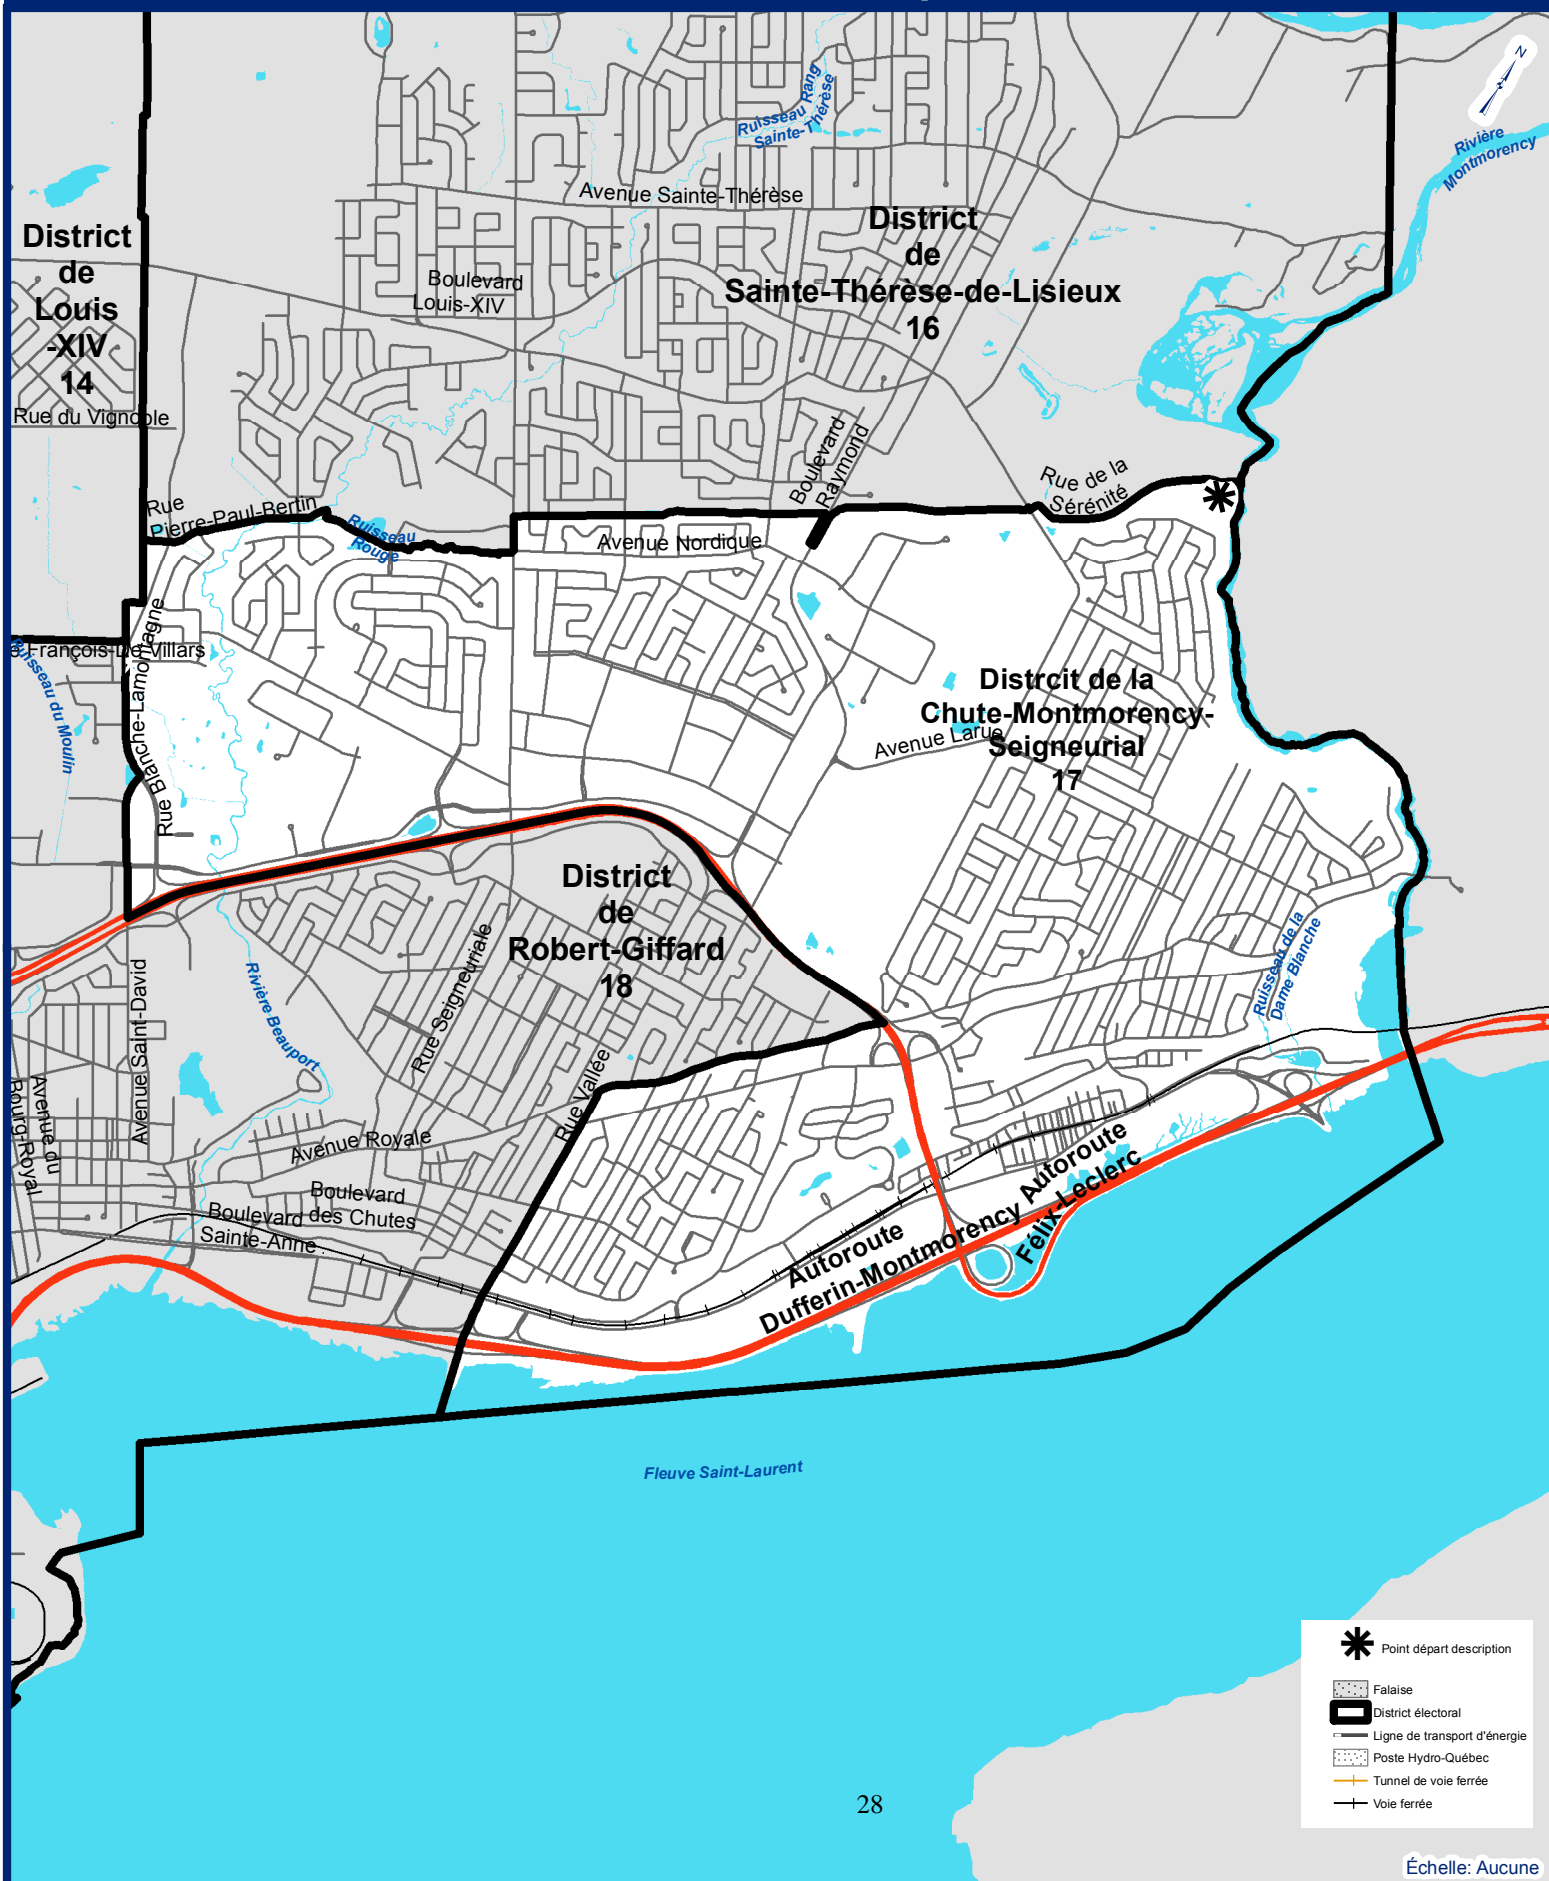 N
Rivière
Montmorency
Ruisseau Rang
Sainte-Thérèse
Avenue Sainte-Thérèse
District
de
Louis
-XIV
14
District
de
Sainte-Thérèse-de-Lisieux
16
Boulevard
Louis-XIV
Rue du Vignoble
Boulevard
Raymond
Rue de la
Sérénité
Rue
Pierre-Paul-Bertin
Ruisseau
Rouge
Avenue Nordique
e François-De Villars
Ruisseau du Moulin
Rue Blanche-Lamontagne
Distrcit de la
Chute-Montmorency-
Seigneurial
17
Avenue Larue
District
de
Robert-Giffard
18
Rue Seigneuriale
Ruisseau de la
Dame Blanche
Avenue Saint-David
Rivière Beauport
Rue Vallée
Avenue du
Bourg-Royal
Avenue Royale
Boulevard
des Chutes
Boulevard
Sainte-Anne
Autoroute
Félix-Leclerc
Autoroute
Dufferin-Montmorency
Fleuve Saint-Laurent
Point départ description
Falaise
District électoral
Ligne de transport d'énergie
Poste Hydro-Québec
Tunnel de voie ferrée
Voie ferrée
28
Échelle: Aucune